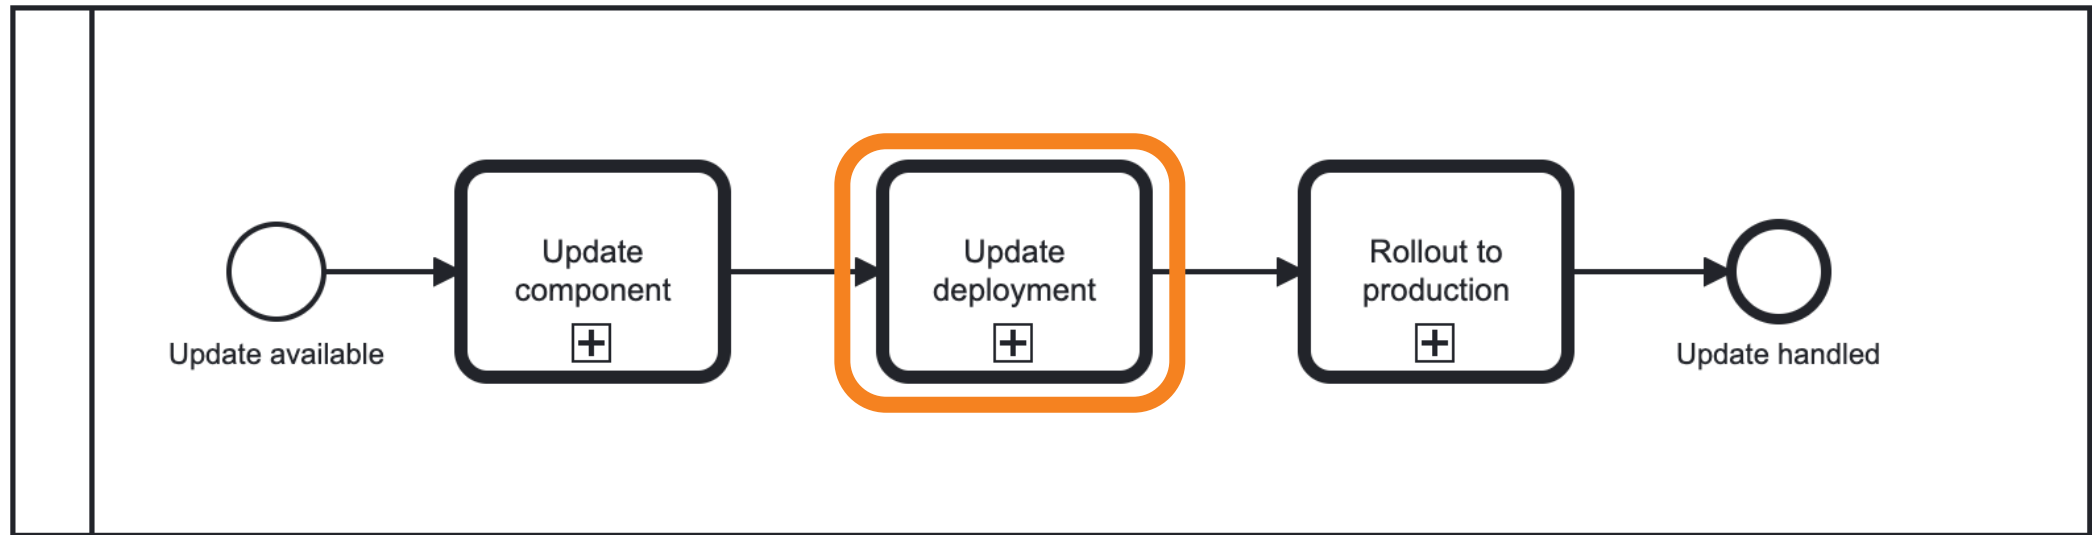 Update available
Update
component
Update
deployment
Rollout to
production
Update handled